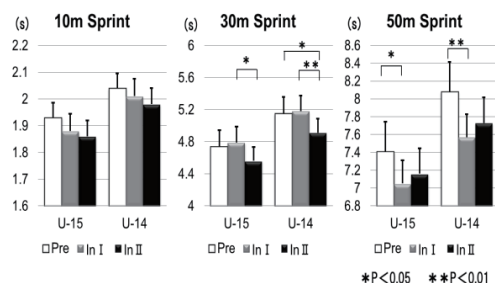 (s) 10m Sprint
2.2
2.1
2
1.9
1.8
1.7
1.6
U-15 U-14
□Pre ■In Ⅰ ■In Ⅱ
(s) 30m Sprint
6
5.6
5.2
4.8
4.4
4
* ** *
U-15 U-14
□Pre ■In Ⅰ ■In Ⅱ
(s) 50m Sprint
8.6
8.4
8.2
8
7.8
7.6
7.4
7.2
7
6.8
* **
U-15 U-14
□Pre ■In Ⅰ ■In Ⅱ
*P<0.05 **P<0.01